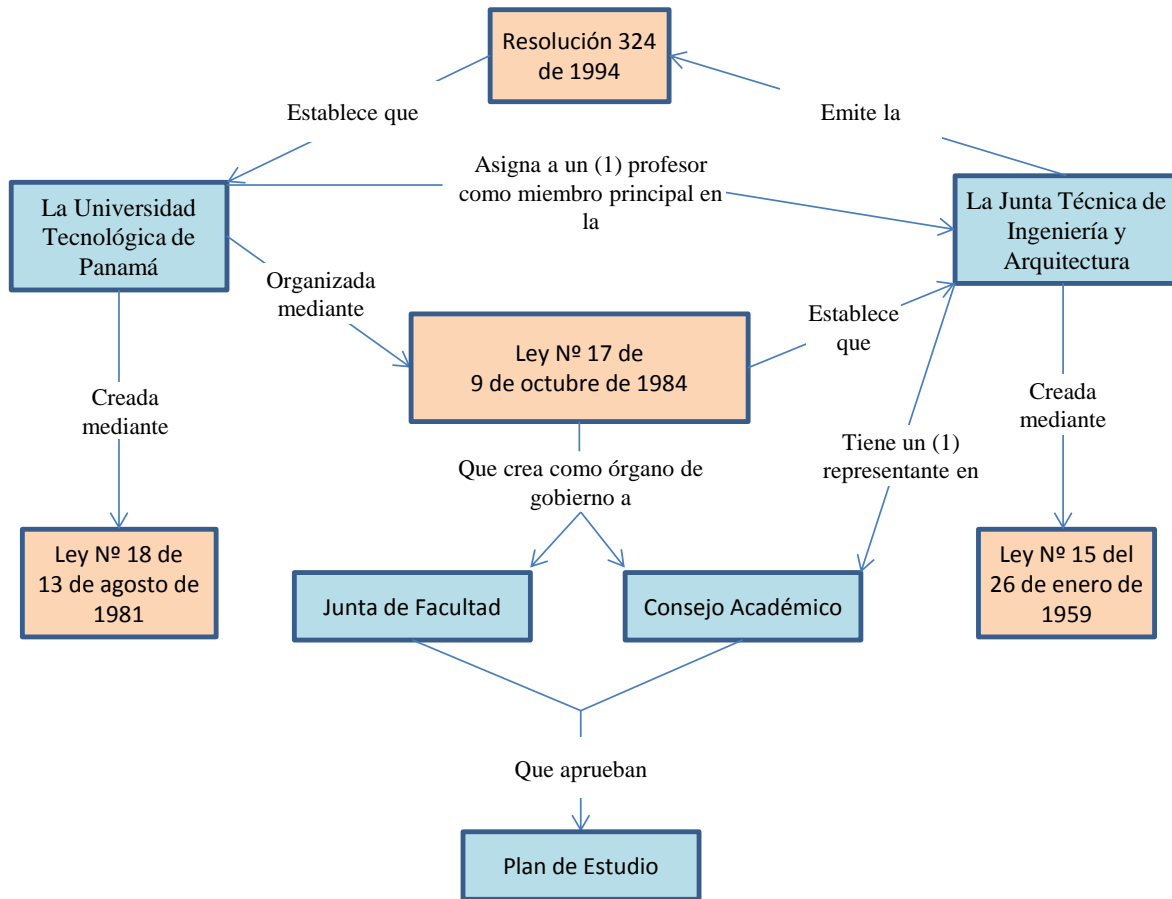 Resolución 324
de 1994
Establece que
Emite la
Asigna a un (1) profesor
como miembro principal en
la
La Universidad
Tecnológica de
Panamá
La Junta Técnica de
Ingeniería y
Arquitectura
Organizada
mediante
Establece
que
Ley Nº 17 de
9 de octubre de 1984
Creada
mediante
Creada
mediante
Tiene un (1)
representante en
Que crea como órgano de
gobierno a
Ley Nº 18 de
13 de agosto de
1981
Junta de Facultad
Consejo Académico
Ley Nº 15 del
26 de enero de
1959
Que aprueban
Plan de Estudio